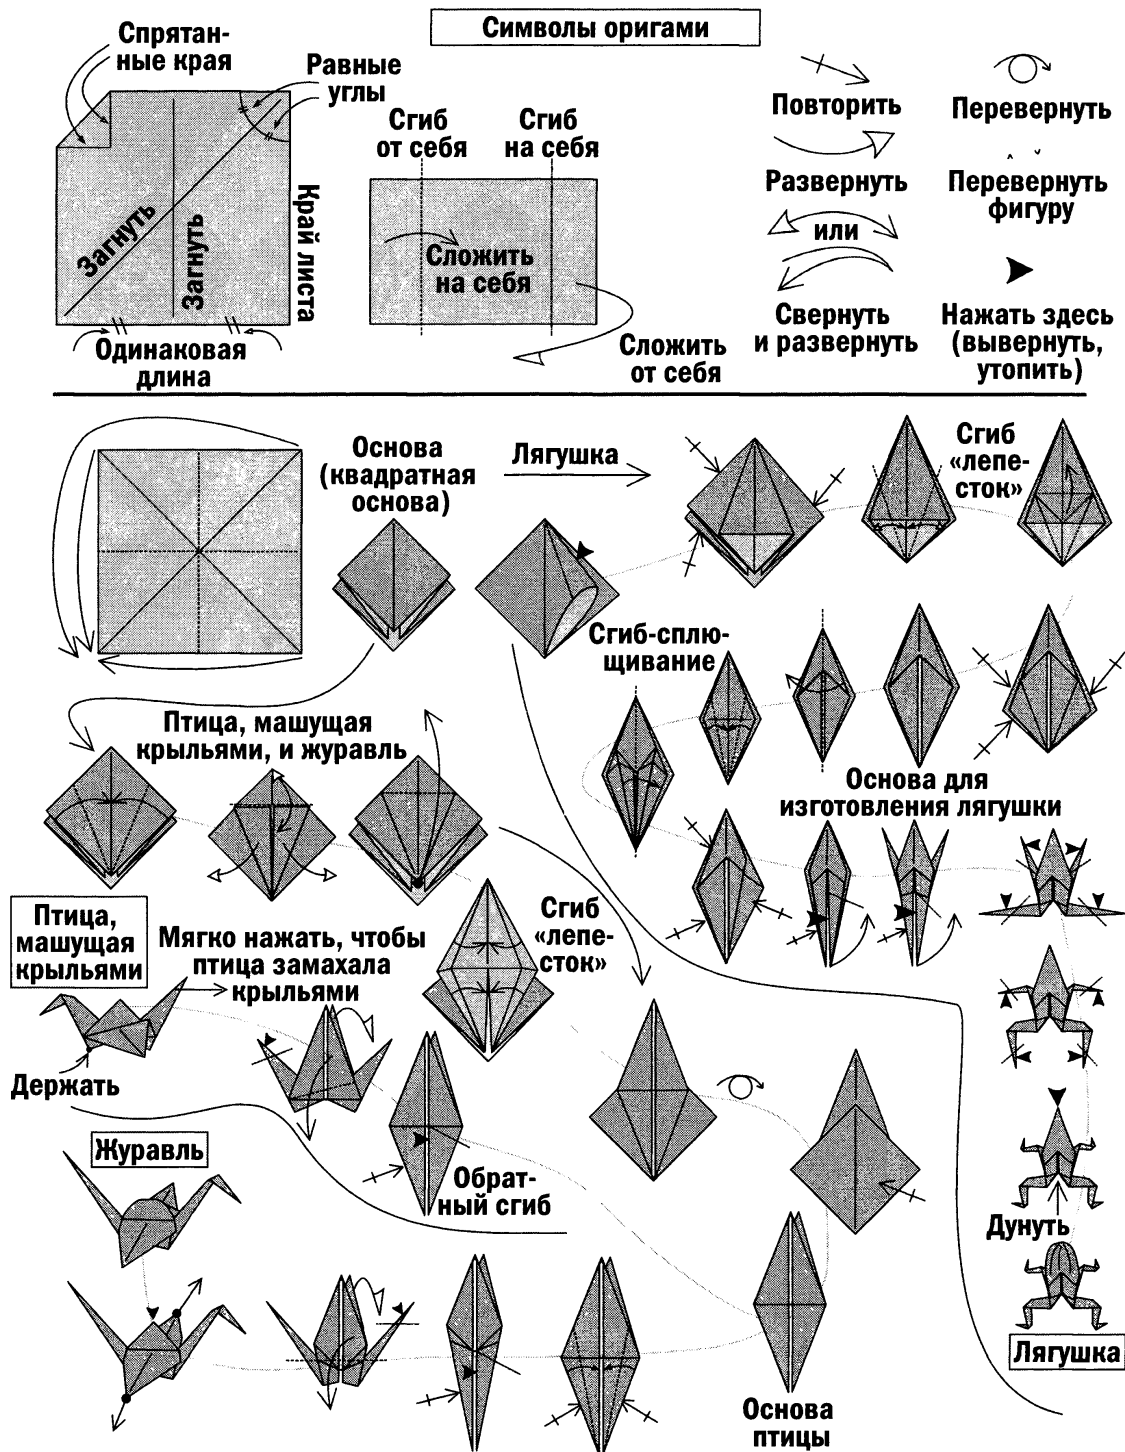 Символы оригами
Спрятан-
ные края
Равные
углы
Загнуть
Загнуть
Край листа
Одинаковая
длина
Сгиб
от себя
Сгиб
на себя
Сложить
на себя
Сложить
от себя
Повторить
Перевернуть
Развернуть
Перевернуть
фигуру
или
Свернуть
и развернуть
Нажать здесь
(вывернуть,
утопить)
Основа
(квадратная
основа)
Лягушка
Сгиб
«лепе-
сток»
Сгиб-сплю-
щивание
Птица, машущая
крыльями, и журавль
Основа для
изготовления лягушки
Птица,
машущая
крыльями
Мягко нажать, чтобы
птица замахала
крыльями
Сгиб
«лепе-
сток»
Держать
Журавль
Обрат-
ный сгиб
Дунуть
Лягушка
Основа
птицы